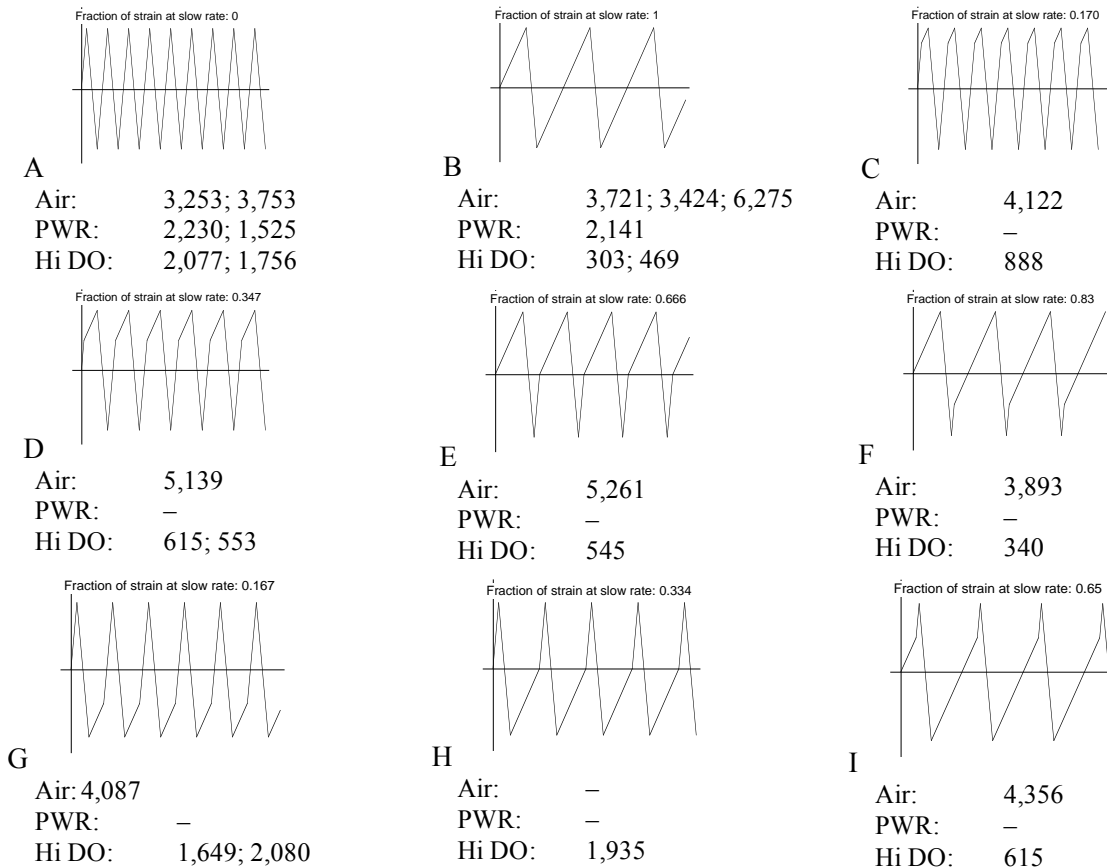 Fraction of strain at slow rate: 0
A
Air: 3,253; 3,753
PWR: 2,230; 1,525
Hi DO: 2,077; 1,756
Fraction of strain at slow rate: 1
B
Air: 3,721; 3,424; 6,275
PWR: 2,141
Hi DO: 303; 469
Fraction of strain at slow rate: 0.170
C
Air: 4,122
PWR: –
Hi DO: 888
Fraction of strain at slow rate: 0.347
D
Air: 5,139
PWR: –
Hi DO: 615; 553
Fraction of strain at slow rate: 0.666
E
Air: 5,261
PWR: –
Hi DO: 545
Fraction of strain at slow rate: 0.83
F
Air: 3,893
PWR: –
Hi DO: 340
Fraction of strain at slow rate: 0.167
G
Air: 4,087
PWR: –
Hi DO: 1,649; 2,080
Fraction of strain at slow rate: 0.334
H
Air: –
PWR: –
Hi DO: 1,935
Fraction of strain at slow rate: 0.65
I
Air: 4,356
PWR: –
Hi DO: 615